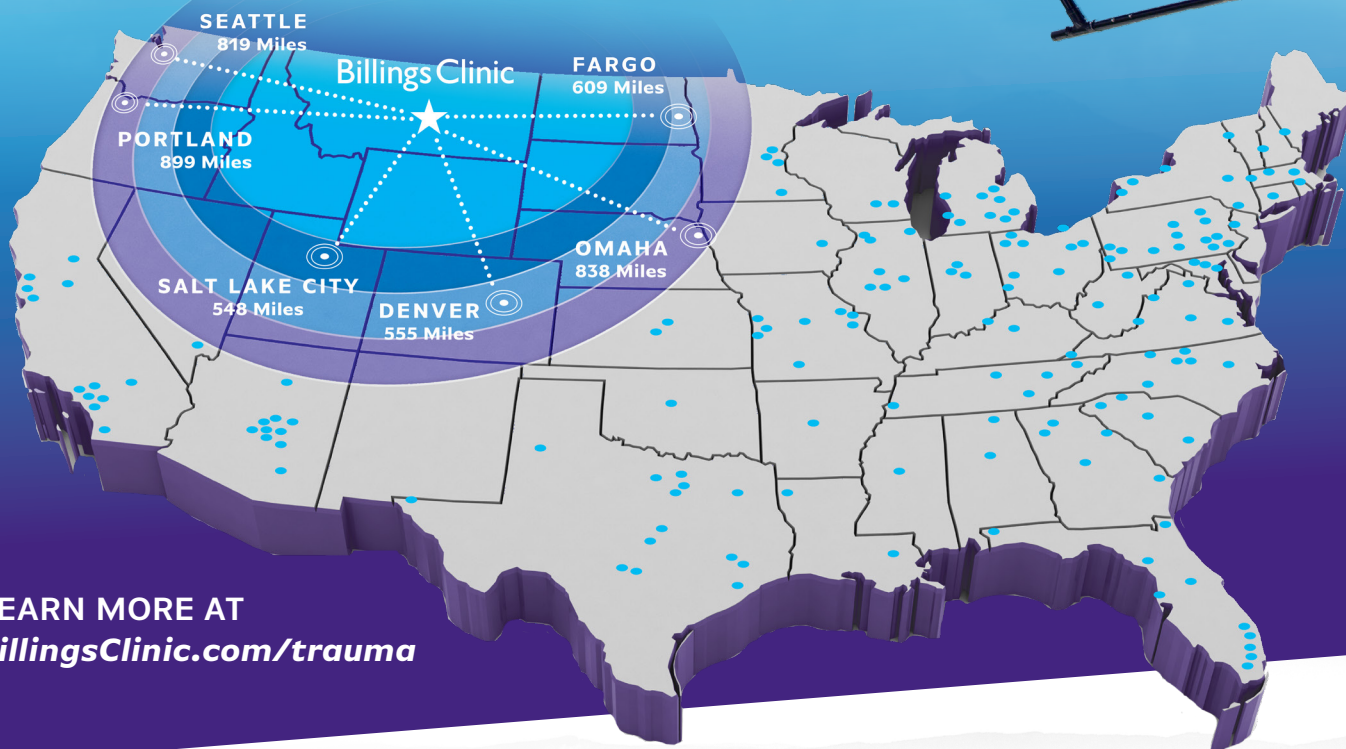 SEATTLE
819 Miles
Billings Clinic
FARGO
609 Miles
PORTLAND
899 Miles
OMAHA
838 Miles
SALT LAKE CITY
548 Miles
DENVER
555 Miles
EARN MORE AT
illingsClinic.com/trauma